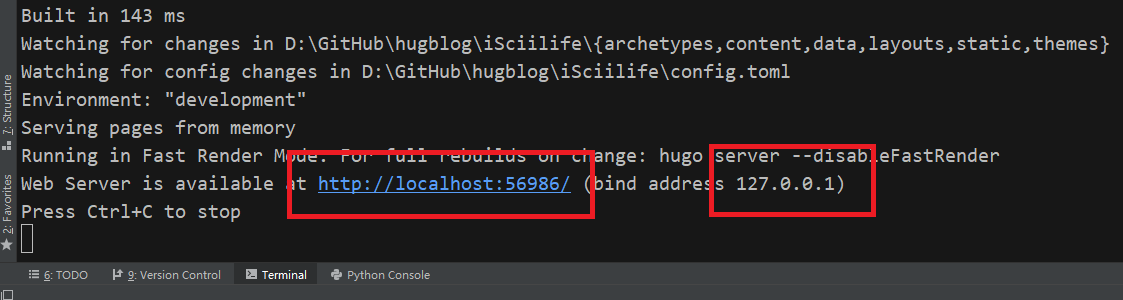 Built in 143 ms
Watching for changes in D:\GitHub\hugblog\iSciilife\{archetypes,content,data,layouts,static,themes}
Watching for config changes in D:\GitHub\hugblog\iSciilife\config.toml
Environment: "development"
Serving pages from memory
Running in Fast Render Mode. For full rebuilds on change: hugo server --disableFastRender
Web Server is available at http://localhost:56986/ (bind address 127.0.0.1)
Press Ctrl+C to stop
7: Structure
2: Favorites
6: TODO
9: Version Control
Terminal
Python Console